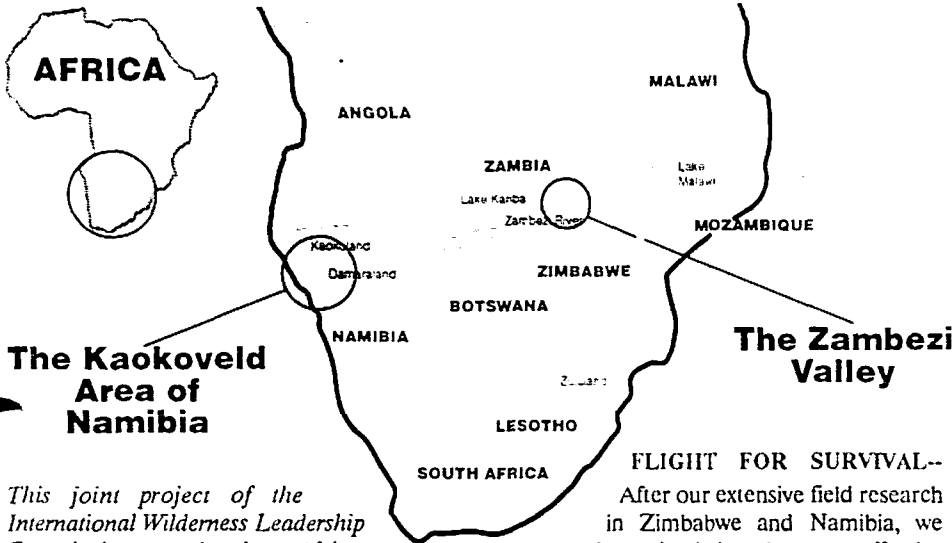 AFRICA
MALAWI
ANGOLA
ZAMBIA
Lake
Malawi
Lake Kariba
Zambezi River
MOZAMBIQUE
Kaokoland
Damaraland
ZIMBABWE
BOTSWANA
NAMIBIA
The Kaokoveld
Area of
Namibia
The Zambezi
Valley
Zululand
LESOTHO
SOUTH AFRICA
This joint project of the
International Wilderness Leadership
FLIGHT FOR SURVIVAL--
After our extensive field research
in Zimbabwe and Namibia, we